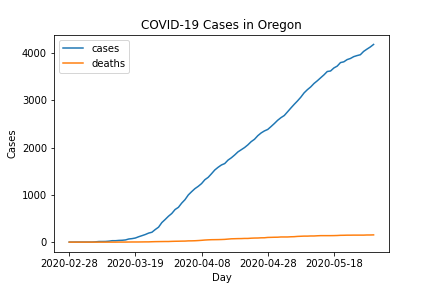 COVID-19 Cases in Oregon
cases
deaths
4000
3000
2000
1000
0
Cases
2020-02-28 2020-03-19 2020-04-08 2020-04-28 2020-05-18
Day